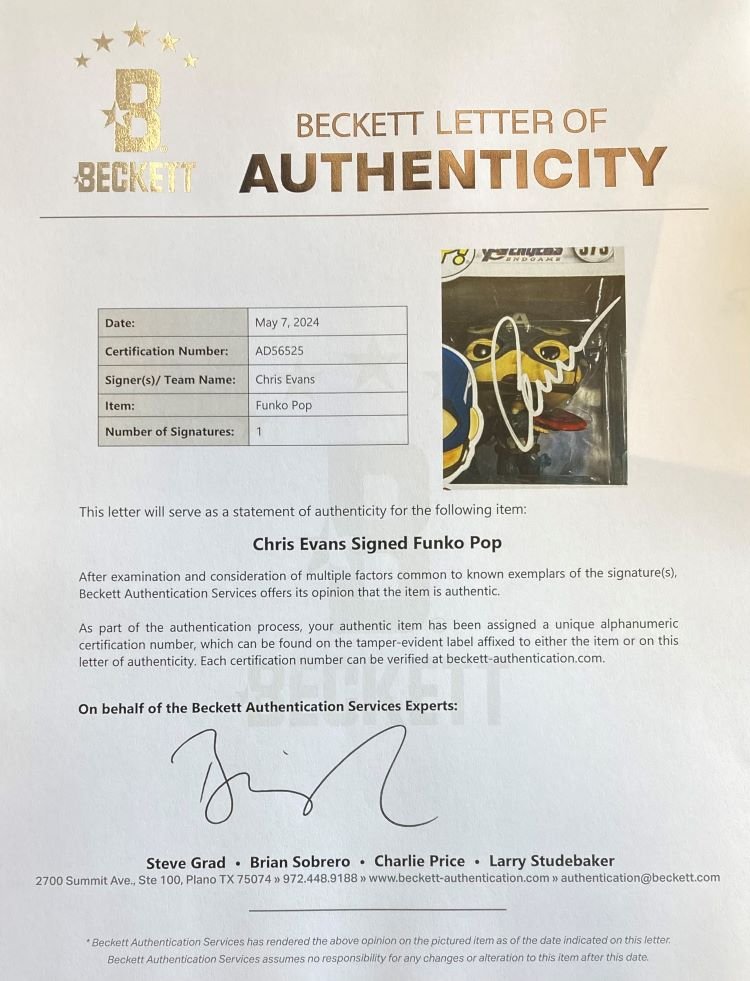 B
BECKETT
BECKETT LETTER OF
AUTHENTICITY
ENDGAME
573
Date: May 7, 2024
Certification Number: AD56525
Signer(s)/ Team Name: Chris Evans
Item: Funko Pop
Number of Signatures: 1
This letter will serve as a statement of authenticity for the following item:
Chris Evans Signed Funko Pop
After examination and consideration of multiple factors common to known exemplars of the signature(s),
Beckett Authentication Services offers its opinion that the item is authentic.
As part of the authentication process, your authentic item has been assigned a unique alphanumeric
certification number, which can be found on the tamper-evident label affixed to either the item or on this
letter of authenticity. Each certification number can be verified at beckett-authentication.com.
BECKETT
On behalf of the Beckett Authentication Services Experts:
Steve Grad • Brian Sobrero • Charlie Price • Larry Studebaker
2700 Summit Ave., Ste 100, Plano TX 75074 » 972.448.9188 » www.beckett-authentication.com » authentication@beckett.com
* Beckett Authentication Services has rendered the above opinion on the pictured item as of the date indicated on this letter.
Beckett Authentication Services assumes no responsibility for any changes or alteration to this item after this date.